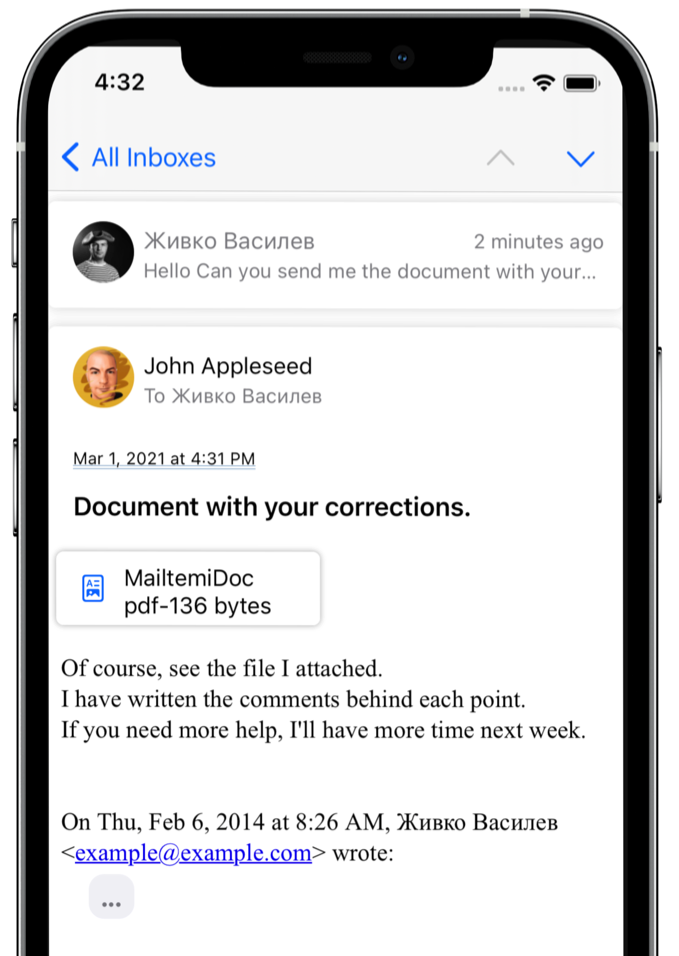 4:32
All Inboxes
Живко Василев 2 minutes ago
Hello Can you send me the document with your...
John Appleseed
To Живко Василев
Mar 1, 2021 at 4:31 PM
Document with your corrections.
MailtemiDoc
pdf-136 bytes
Of course, see the file I attached.
I have written the comments behind each point.
If you need more help, I'll have more time next week.
On Thu, Feb 6, 2014 at 8:26 AM, Живко Василев
<example@example.com> wrote:
...